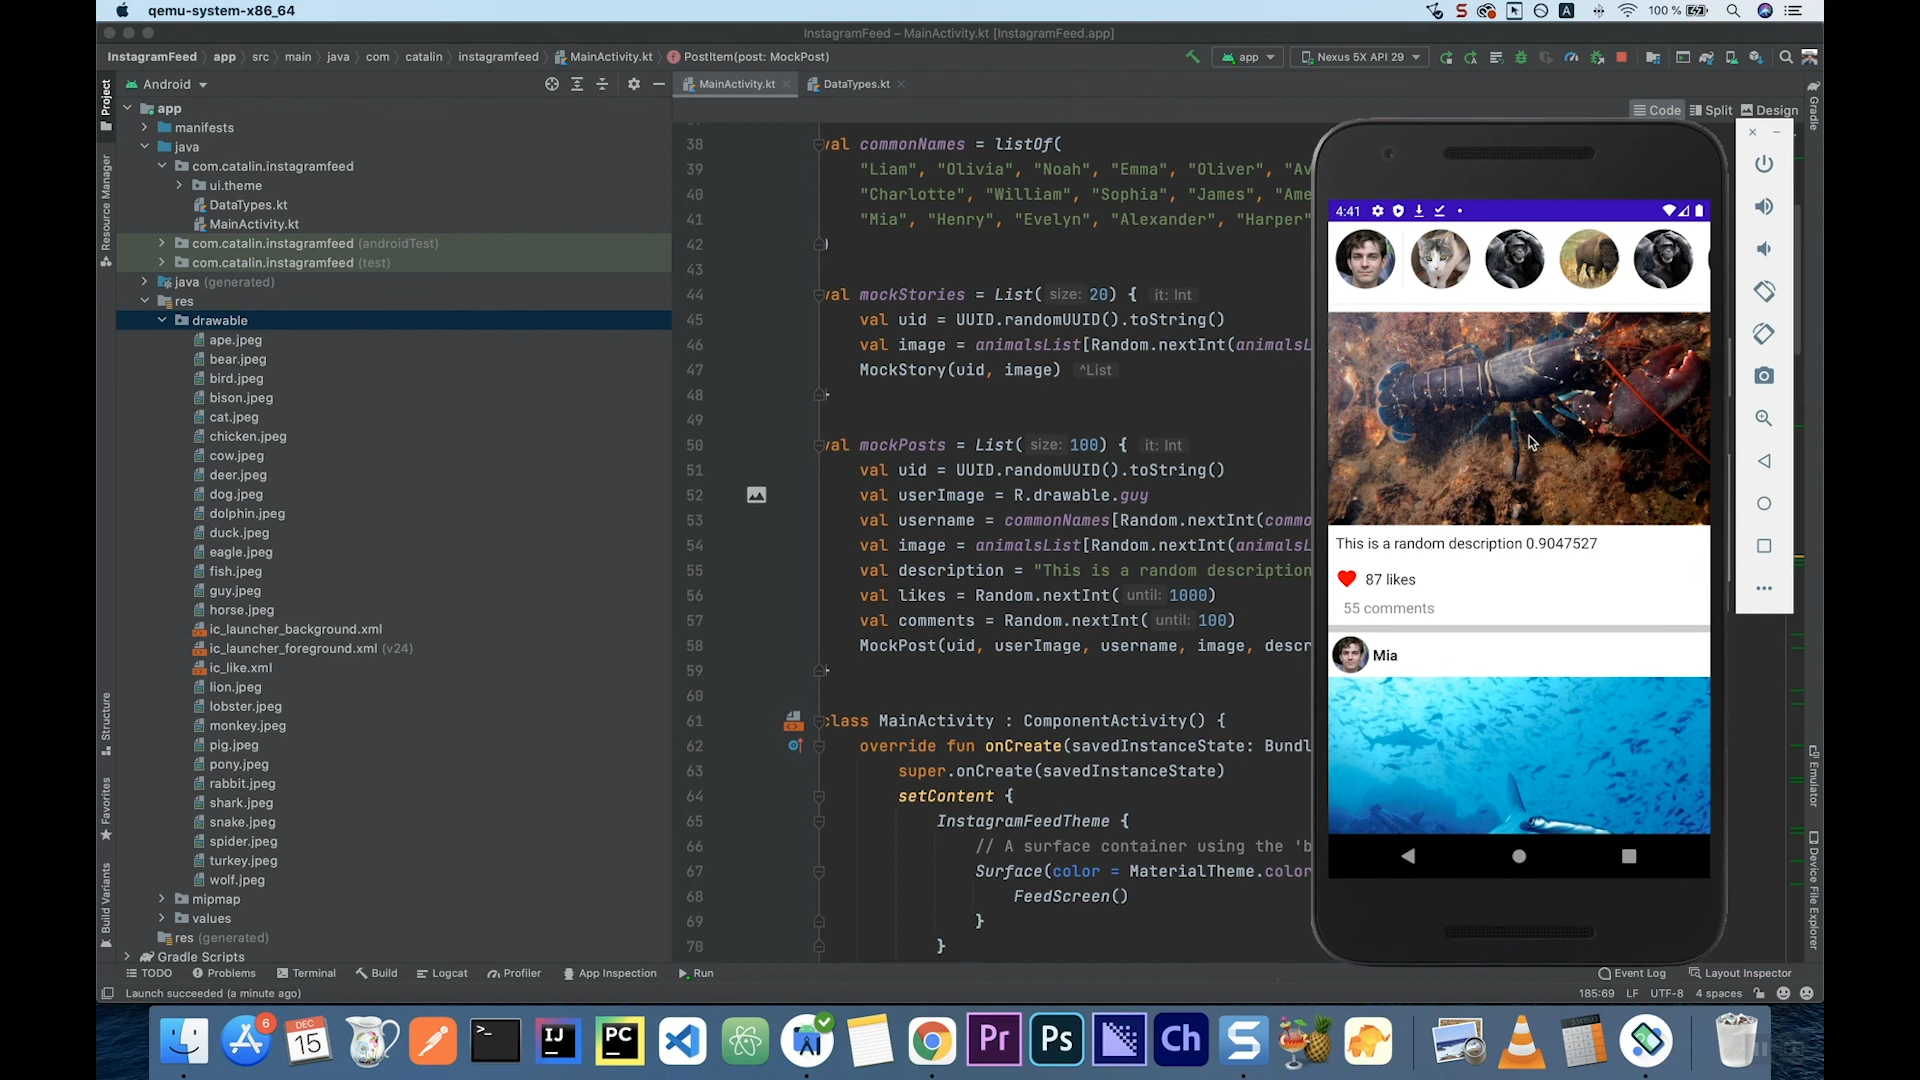 qemu-system-x86_64
100 %
A
InstagramFeed – MainActivity.kt [InstagramFeed.app]
InstagramFeed app src main java com catalin instagramfeed MainActivity.kt PostItem(post: MockPost)
app
Nexus 5X API 29
Project
Android
MainActivity.kt
DataTypes.kt
Gradle
Code
Split
Design
app
manifests
java
com.catalin.instagramfeed
ui.theme
DataTypes.kt
MainActivity.kt
com.catalin.instagramfeed (androidTest)
com.catalin.instagramfeed (test)
java (generated)
res
drawable
ape.jpeg
bear.jpeg
bird.jpeg
bison.jpeg
cat.jpeg
chicken.jpeg
cow.jpeg
deer.jpeg
dog.jpeg
dolphin.jpeg
duck.jpeg
eagle.jpeg
fish.jpeg
guy.jpeg
horse.jpeg
ic_launcher_background.xml
ic_launcher_foreground.xml (v24)
ic_like.xml
lion.jpeg
lobster.jpeg
monkey.jpeg
pig.jpeg
pony.jpeg
rabbit.jpeg
shark.jpeg
snake.jpeg
spider.jpeg
turkey.jpeg
wolf.jpeg
mipmap
values
res (generated)
Gradle Scripts
Resource Manager
Structure
Favorites
Build Variants
38 val commonNames = listOf(
39 "Liam", "Olivia", "Noah", "Emma", "Oliver", "Av
40 "Charlotte", "William", "Sophia", "James", "Ame
41 "Mia", "Henry", "Evelyn", "Alexander", "Harper"
42 )
43
44 val mockStories = List( size: 20) { it: Int
45 val uid = UUID.randomUUID().toString()
46 val image = animalsList[Random.nextInt(animalsL
47 MockStory(uid, image) ^List
48
49
50 val mockPosts = List( size: 100) { it: Int
51 val uid = UUID.randomUUID().toString()
52 val userImage = R.drawable.guy
53 val username = commonNames[Random.nextInt(commo
54 val image = animalsList[Random.nextInt(animalsL
55 val description = "This is a random description
56 val likes = Random.nextInt( until: 1000)
57 val comments = Random.nextInt( until: 100)
58 MockPost(uid, userImage, username, image, descr
59
60
61 class MainActivity : ComponentActivity() {
62 override fun onCreate(savedInstanceState: Bundl
63 super.onCreate(savedInstanceState)
64 setContent {
65 InstagramFeedTheme {
66 // A surface container using the 'b
67 Surface(color = MaterialTheme.color
68 FeedScreen()
69 }
70 }
4:41
This is a random description 0.9047527
87 likes
55 comments
Mia
Emulator
Device File Explorer
TODO
Problems
Terminal
Build
Logcat
Profiler
App Inspection
Run
Event Log
Layout Inspector
Launch succeeded (a minute ago)
185:69 LF UTF-8 4 spaces
6
DEC
15
IJ
PC
Pr
Ps
Ch
S